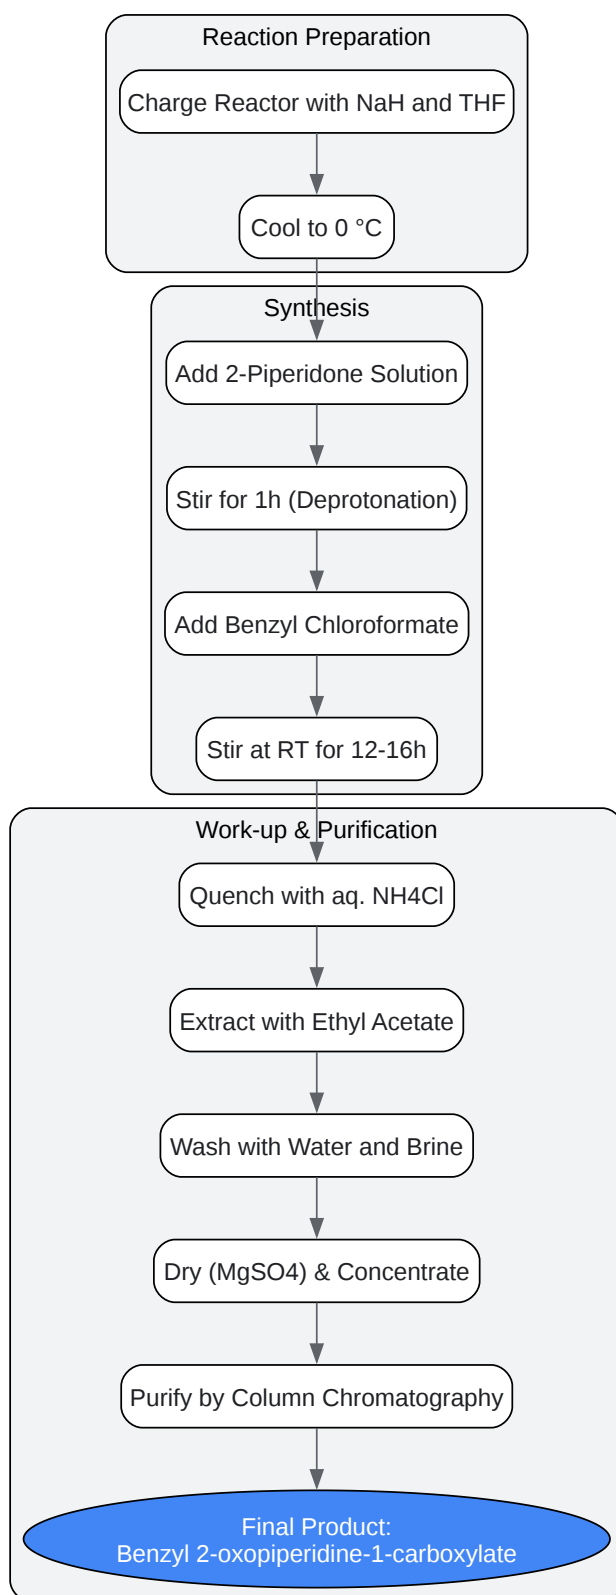 Reaction Preparation
Charge Reactor with NaH and THF
Cool to 0 °C
Synthesis
Add 2-Piperidone Solution
Stir for 1h (Deprotonation)
Add Benzyl Chloroformate
Stir at RT for 12-16h
Work-up & Purification
Quench with aq. NH4Cl
Extract with Ethyl Acetate
Wash with Water and Brine
Dry (MgSO4) & Concentrate
Purify by Column Chromatography
Final Product:
Benzyl 2-oxopiperidine-1-carboxylate